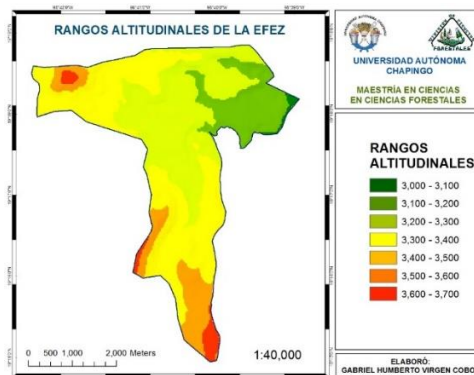 RANGOS ALTITUDINALES DE LA EFEZ
0 500 1,000 2,000 Meters
1:40,000
FORESTALES
UNIVERSIDAD AUTÓNOMA
CHAPINGO
MAESTRÍA EN CIENCIAS
EN CIENCIAS FORESTALES
RANGOS
ALTITUDINALES
3,000 - 3,100
3,100 - 3,200
3,200 - 3,300
3,300 - 3,400
3,400 - 3,500
3,500 - 3,600
3,600 - 3,700
ELABORÓ:
GABRIEL HUMBERTO VIRGEN COBOS